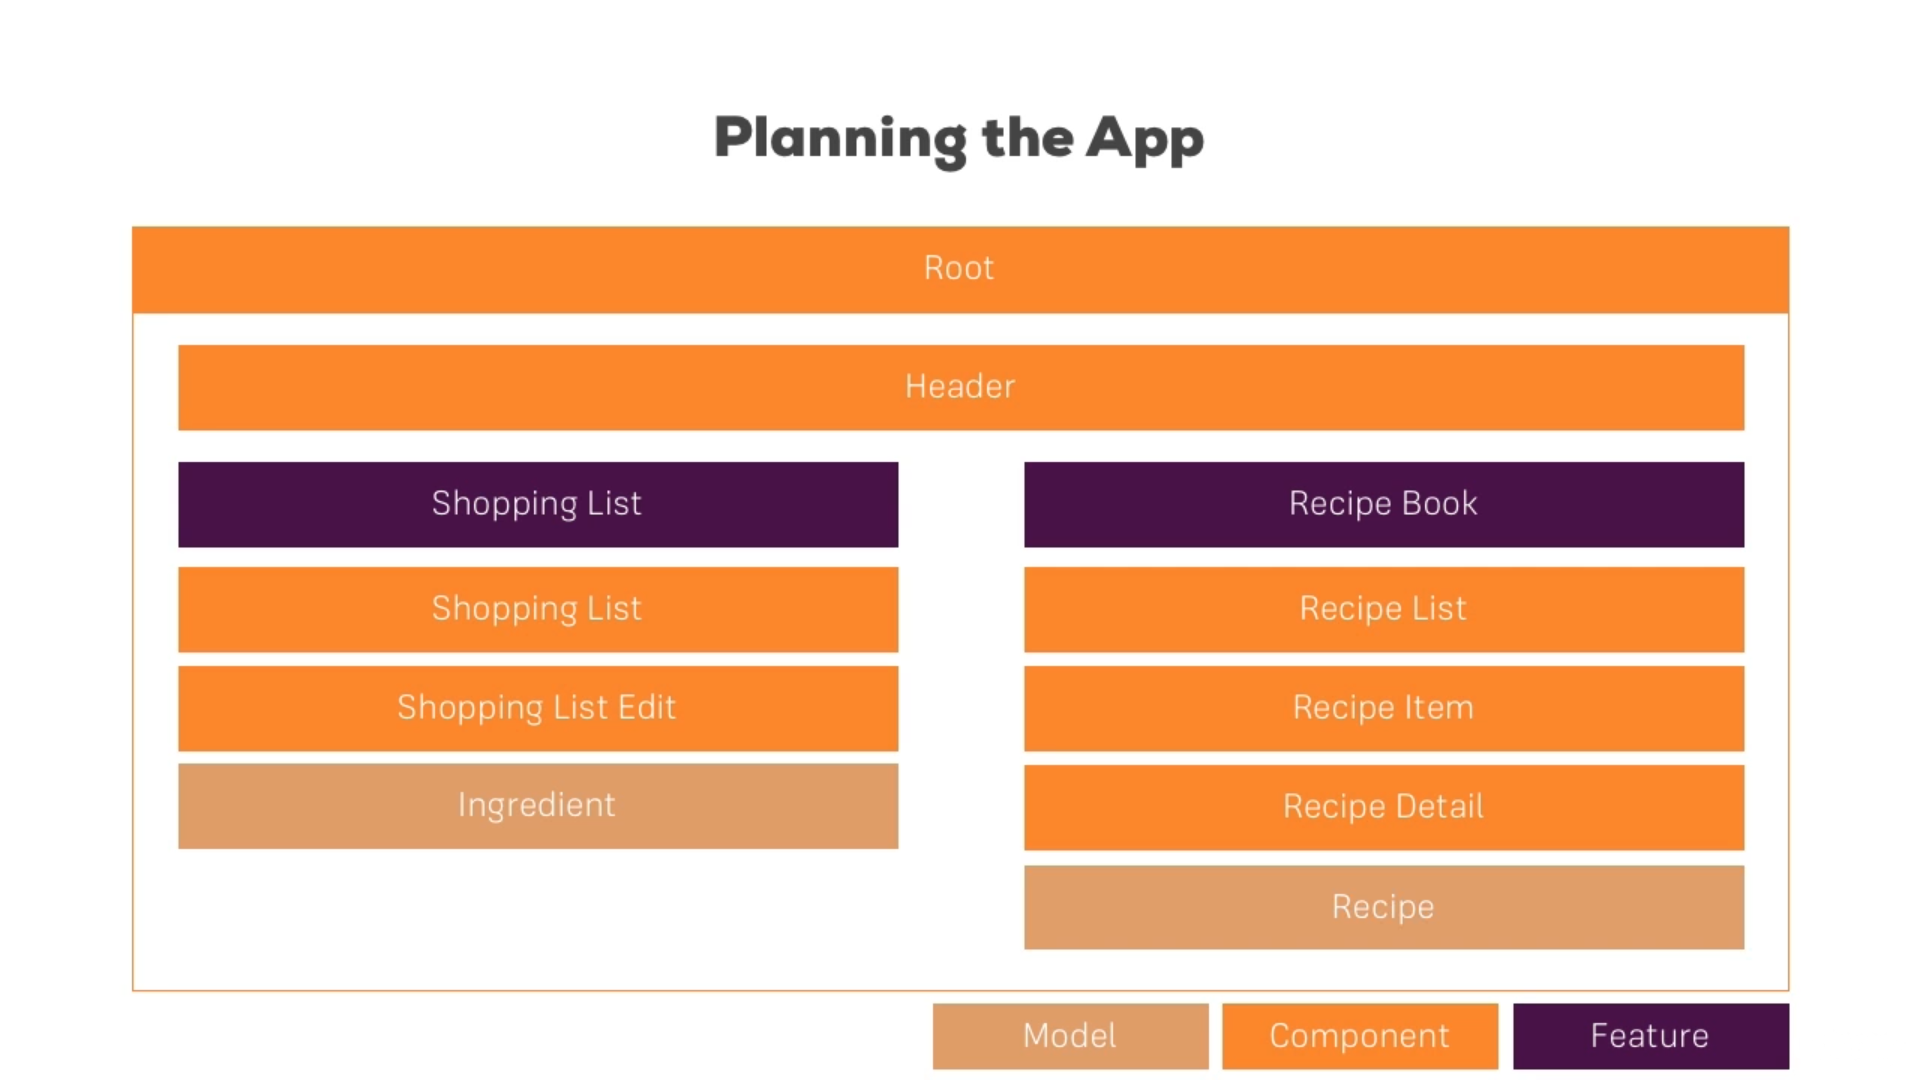 Planning the App
Root
Header
Shopping List
Recipe Book
Shopping List
Recipe List
Shopping List Edit
Recipe Item
Ingredient
Recipe Detail
Recipe
Model
Component
Feature